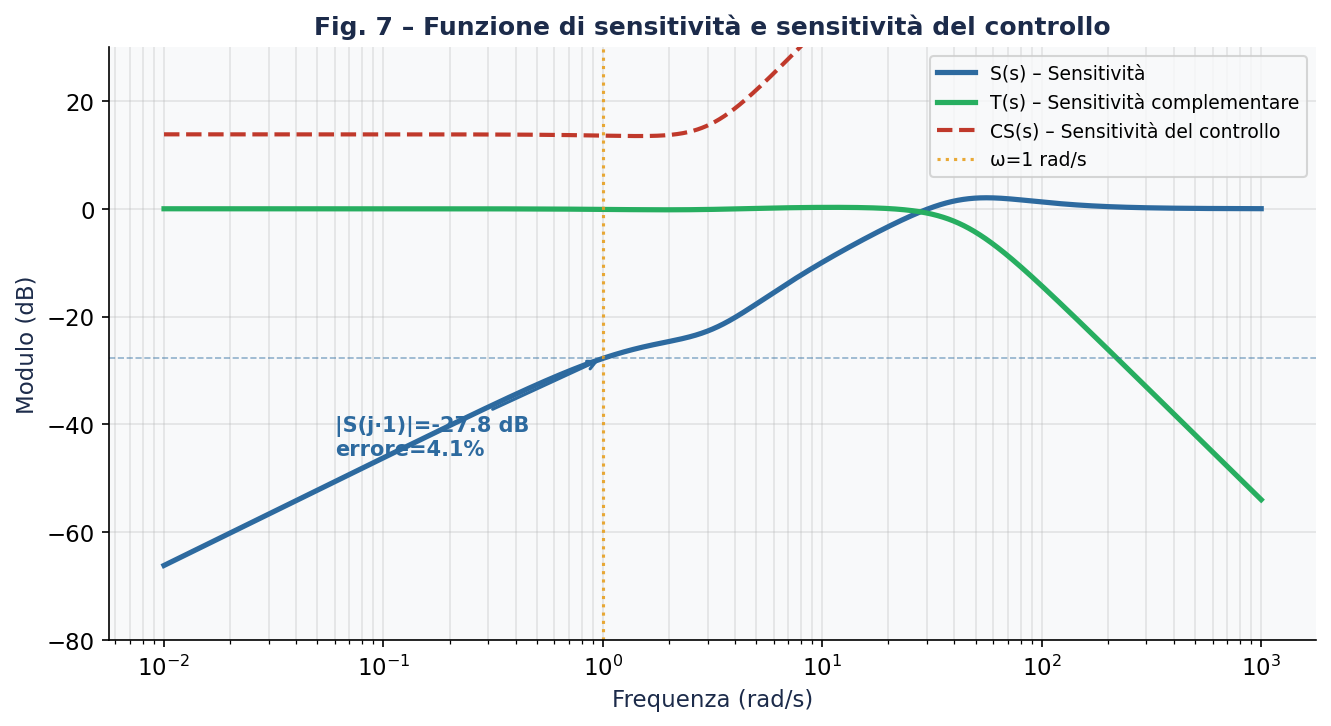 Fig. 7 – Funzione di sensitività e sensitività del controllo
S(s) – Sensitività
T(s) – Sensitività complementare
CS(s) – Sensitività del controllo
ω=1 rad/s
20
0
−20
−40
−60
−80
Modulo (dB)
|S(j·1)|=-27.8 dB
errore=4.1%
10⁻² 10⁻¹ 10⁰ 10¹ 10² 10³
Frequenza (rad/s)